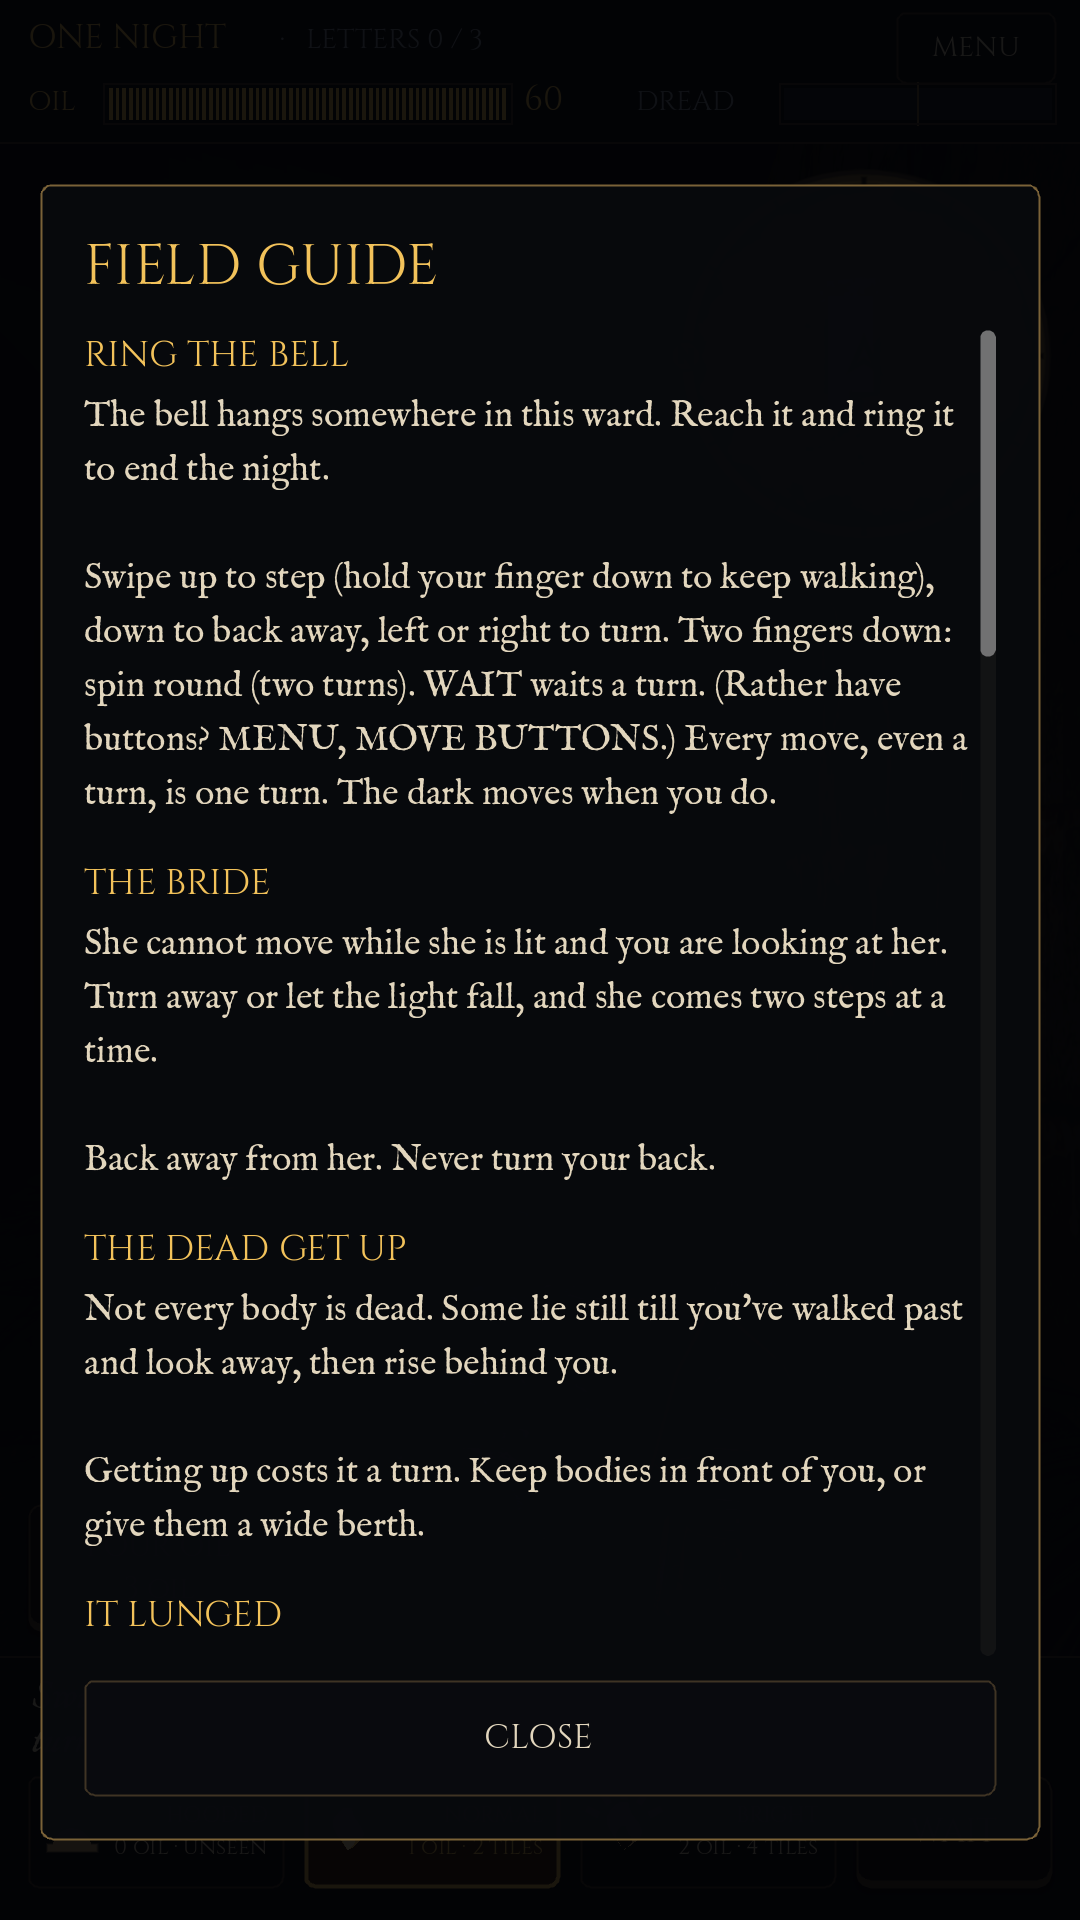 ONE NIGHT · LETTERS 0 / 3
MENU
OIL 60 DREAD
FIELD GUIDE
RING THE BELL
The bell hangs somewhere in this ward. Reach it and ring it
to end the night.
Swipe up to step (hold your finger down to keep walking),
down to back away, left or right to turn. Two fingers down:
spin round (two turns). WAIT waits a turn. (Rather have
buttons? MENU, MOVE BUTTONS.) Every move, even a
turn, is one turn. The dark moves when you do.
THE BRIDE
She cannot move while she is lit and you are looking at her.
Turn away or let the light fall, and she comes two steps at a
time.
Back away from her. Never turn your back.
THE DEAD GET UP
Not every body is dead. Some lie still till you’ve walked past
and look away, then rise behind you.
Getting up costs it a turn. Keep bodies in front of you, or
give them a wide berth.
IT LUNGED
CLOSE
0 OIL · UNSEEN 1 OIL · 2 TILES 2 OIL · 4 TILES